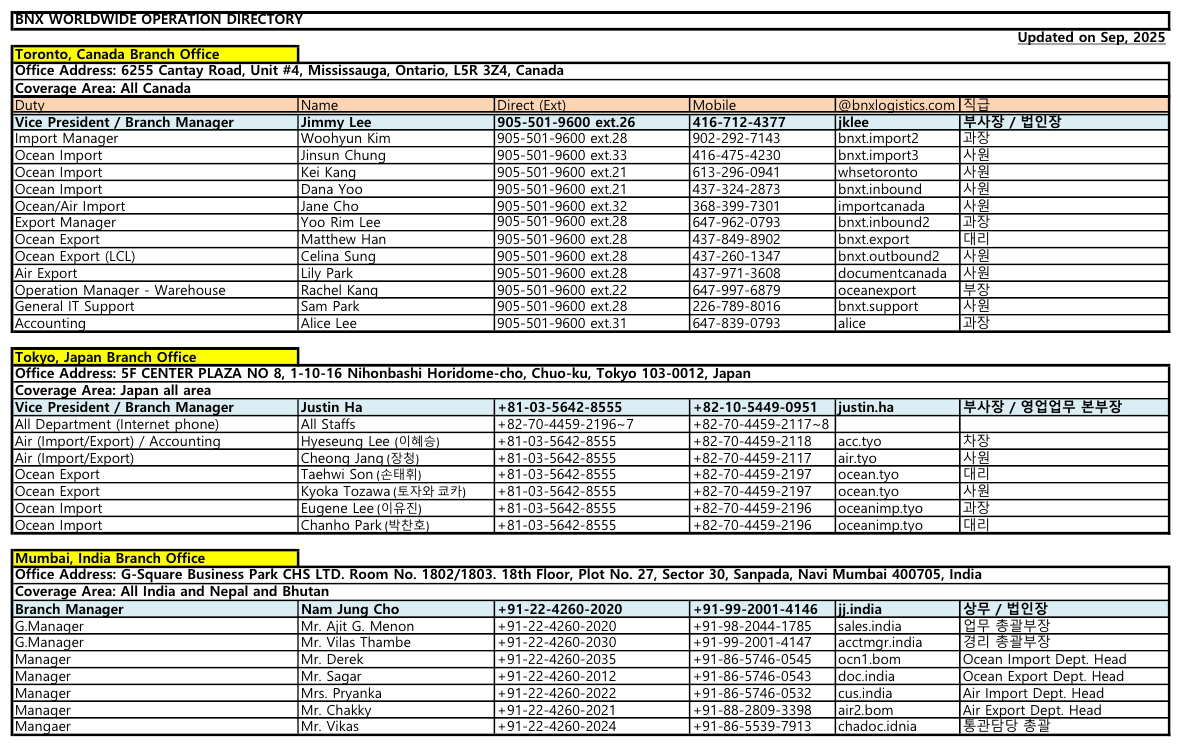 BNX WORLDWIDE OPERATION DIRECTORY
Updated on Sep, 2025
Toronto, Canada Branch Office
Office Address: 6255 Cantay Road, Unit #4, Mississauga, Ontario, L5R 3Z4, Canada
Coverage Area: All Canada
Duty Name Direct (Ext) Mobile @bnxlogistics.com 직급
Vice President / Branch Manager Jimmy Lee 905-501-9600 ext.26 416-712-4377 jklee 부사장 / 법인장
Import Manager Woohyun Kim 905-501-9600 ext.28 902-292-7143 bnxt.import2 과장
Ocean Import Jinsun Chung 905-501-9600 ext.33 416-475-4230 bnxt.import3 사원
Ocean Import Kei Kang 905-501-9600 ext.21 613-296-0941 whsetoronto 사원
Ocean Import Dana Yoo 905-501-9600 ext.21 437-324-2873 bnxt.inbound 사원
Ocean/Air Import Jane Cho 905-501-9600 ext.32 368-399-7301 importcanada 사원
Export Manager Yoo Rim Lee 905-501-9600 ext.28 647-962-0793 bnxt.inbound2 과장
Ocean Export Matthew Han 905-501-9600 ext.28 437-849-8902 bnxt.export 대리
Ocean Export (LCL) Celina Sung 905-501-9600 ext.28 437-260-1347 bnxt.outbound2 사원
Air Export Lily Park 905-501-9600 ext.28 437-971-3608 documentcanada 사원
Operation Manager - Warehouse Rachel Kang 905-501-9600 ext.22 647-997-6879 oceanexport 부장
General IT Support Sam Park 905-501-9600 ext.28 226-789-8016 bnxt.support 사원
Accounting Alice Lee 905-501-9600 ext.31 647-839-0793 alice 과장
Tokyo, Japan Branch Office
Office Address: 5F CENTER PLAZA NO 8, 1-10-16 Nihonbashi Horidome-cho, Chuo-ku, Tokyo 103-0012, Japan
Coverage Area: Japan all area
Vice President / Branch Manager Justin Ha +81-03-5642-8555 +82-10-5449-0951 justin.ha 부사장 / 영업업무 본부장
All Department (Internet phone) All Staffs +82-70-4459-2196~7 +82-70-4459-2117~8
Air (Import/Export) / Accounting Hyeseung Lee (이혜승) +81-03-5642-8555 +82-70-4459-2118 acc.tyo 차장
Air (Import/Export) Cheong Jang (장청) +81-03-5642-8555 +82-70-4459-2117 air.tyo 사원
Ocean Export Taehwi Son (손태휘) +81-03-5642-8555 +82-70-4459-2197 ocean.tyo 대리
Ocean Export Kyoka Tozawa (토자와 쿄카) +81-03-5642-8555 +82-70-4459-2197 ocean.tyo 사원
Ocean Import Eugene Lee (이유진) +81-03-5642-8555 +82-70-4459-2196 oceanimp.tyo 과장
Ocean Import Chanho Park (박찬호) +81-03-5642-8555 +82-70-4459-2196 oceanimp.tyo 대리
Mumbai, India Branch Office
Office Address: G-Square Business Park CHS LTD. Room No. 1802/1803. 18th Floor, Plot No. 27, Sector 30, Sanpada, Navi Mumbai 400705, India
Coverage Area: All India and Nepal and Bhutan
Branch Manager Nam Jung Cho +91-22-4260-2020 +91-99-2001-4146 jj.india 상무 / 법인장
G.Manager Mr. Ajit G. Menon +91-22-4260-2020 +91-98-2044-1785 sales.india 업무 총괄부장
G.Manager Mr. Vilas Thambe +91-22-4260-2030 +91-99-2001-4147 acctmgr.india 경리 총괄부장
Manager Mr. Derek +91-22-4260-2035 +91-86-5746-0545 ocn1.bom Ocean Import Dept. Head
Manager Mr. Sagar +91-22-4260-2012 +91-86-5746-0543 doc.india Ocean Export Dept. Head
Manager Mrs. Pryanka +91-22-4260-2022 +91-86-5746-0532 cus.india Air Import Dept. Head
Manager Mr. Chakky +91-22-4260-2021 +91-88-2809-3398 air2.bom Air Export Dept. Head
Mangaer Mr. Vikas +91-22-4260-2024 +91-86-5539-7913 chadoc.idnia 통관담당 총괄